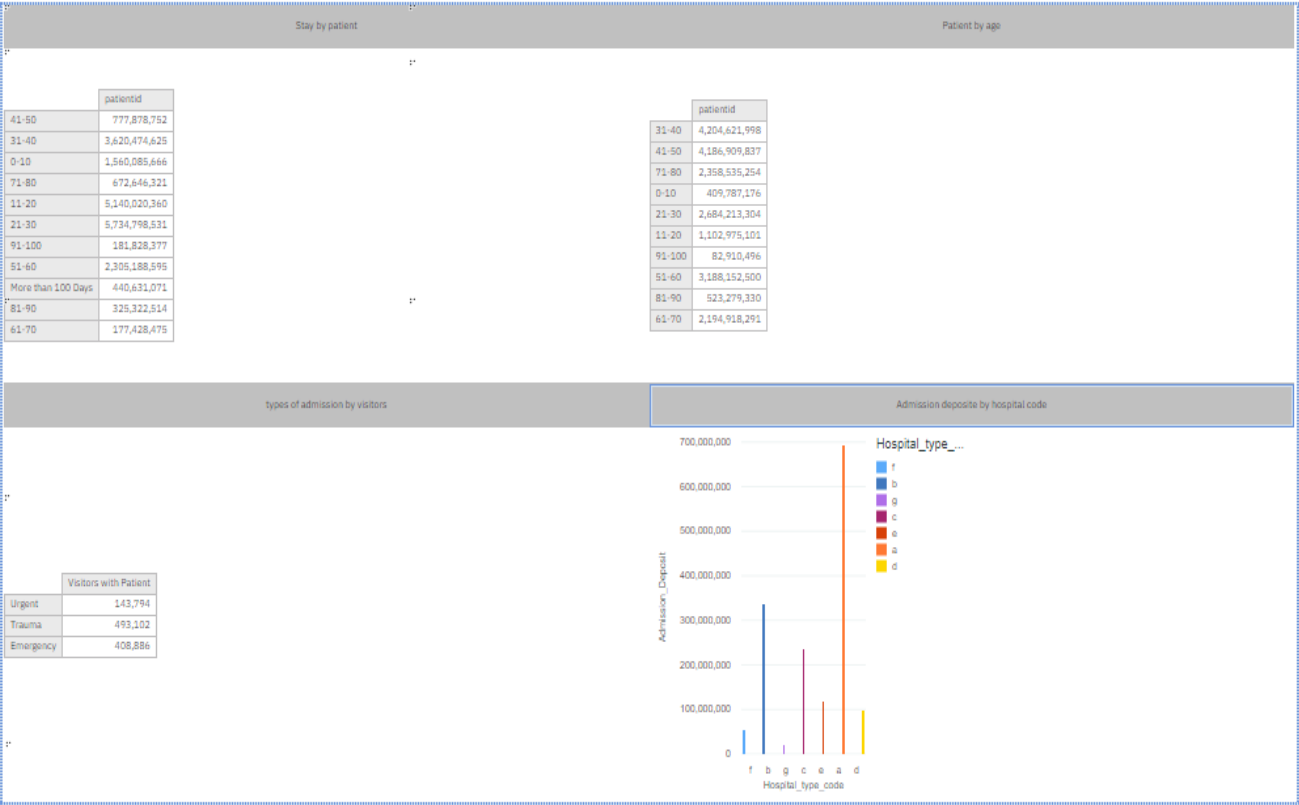 Stay by patient
Patient by age
patientid
41-50 777,878,752
31-40 3,620,474,625
0-10 1,560,085,666
71-80 672,646,321
11-20 5,140,020,360
21-30 5,734,798,531
91-100 181,828,377
51-60 2,305,188,595
More than 100 Days 440,631,071
81-90 325,322,514
61-70 177,428,475
patientid
31-40 4,204,621,998
41-50 4,186,909,837
71-80 2,358,535,254
0-10 409,787,176
21-30 2,684,213,304
11-20 1,102,975,101
91-100 82,910,496
51-60 3,188,152,500
81-90 523,279,330
61-70 2,194,918,291
types of admission by visitors
Admission deposite by hospital code
Visitors with Patient
Urgent 143,794
Trauma 493,102
Emergency 408,886
700,000,000
600,000,000
500,000,000
400,000,000
300,000,000
200,000,000
100,000,000
0
Admission_Deposit
f b g c e a d
Hospital_type_code
Hospital_type_...
f
b
g
c
e
a
d